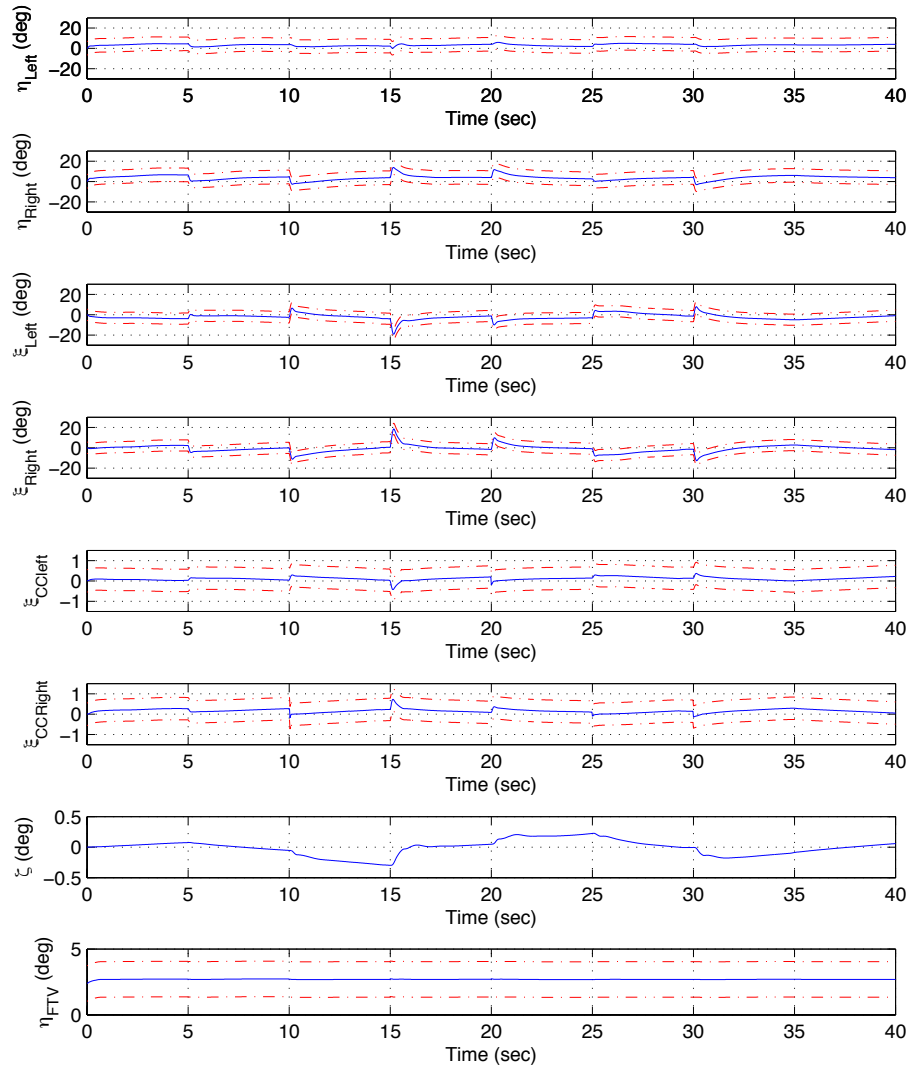 η_Left (deg)
20
0
−20
0 5 10 15 20 25 30 35 40
Time (sec)
η_Right (deg)
20
0
−20
0 5 10 15 20 25 30 35 40
Time (sec)
ξ_Left (deg)
20
0
−20
0 5 10 15 20 25 30 35 40
Time (sec)
ξ_Right (deg)
20
0
−20
0 5 10 15 20 25 30 35 40
Time (sec)
ξ_CCleft
1
0
−1
0 5 10 15 20 25 30 35 40
Time (sec)
ξ_CCRight
1
0
−1
0 5 10 15 20 25 30 35 40
Time (sec)
ζ (deg)
0.5
0
−0.5
0 5 10 15 20 25 30 35 40
Time (sec)
η_FTV (deg)
5
0
0 5 10 15 20 25 30 35 40
Time (sec)